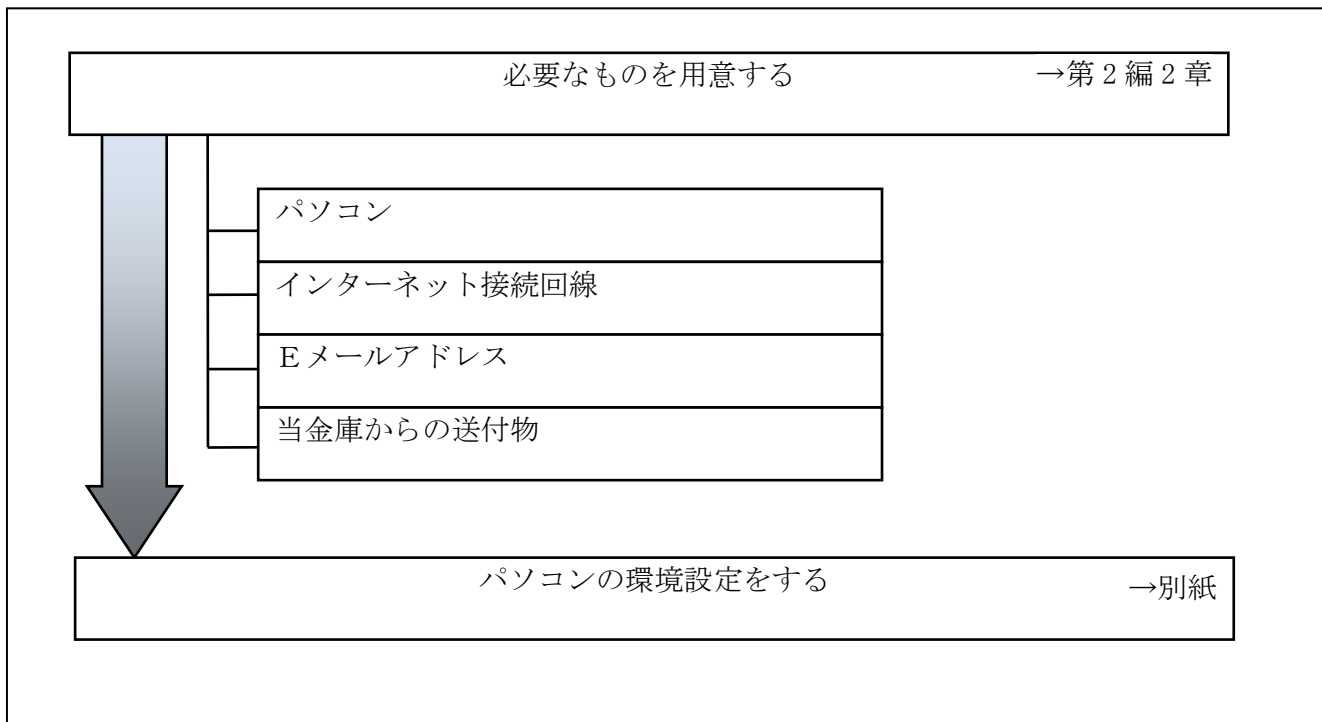 必要なものを用意する →第２編２章
パソコン
インターネット接続回線
Ｅメールアドレス
当金庫からの送付物
パソコンの環境設定をする →別紙